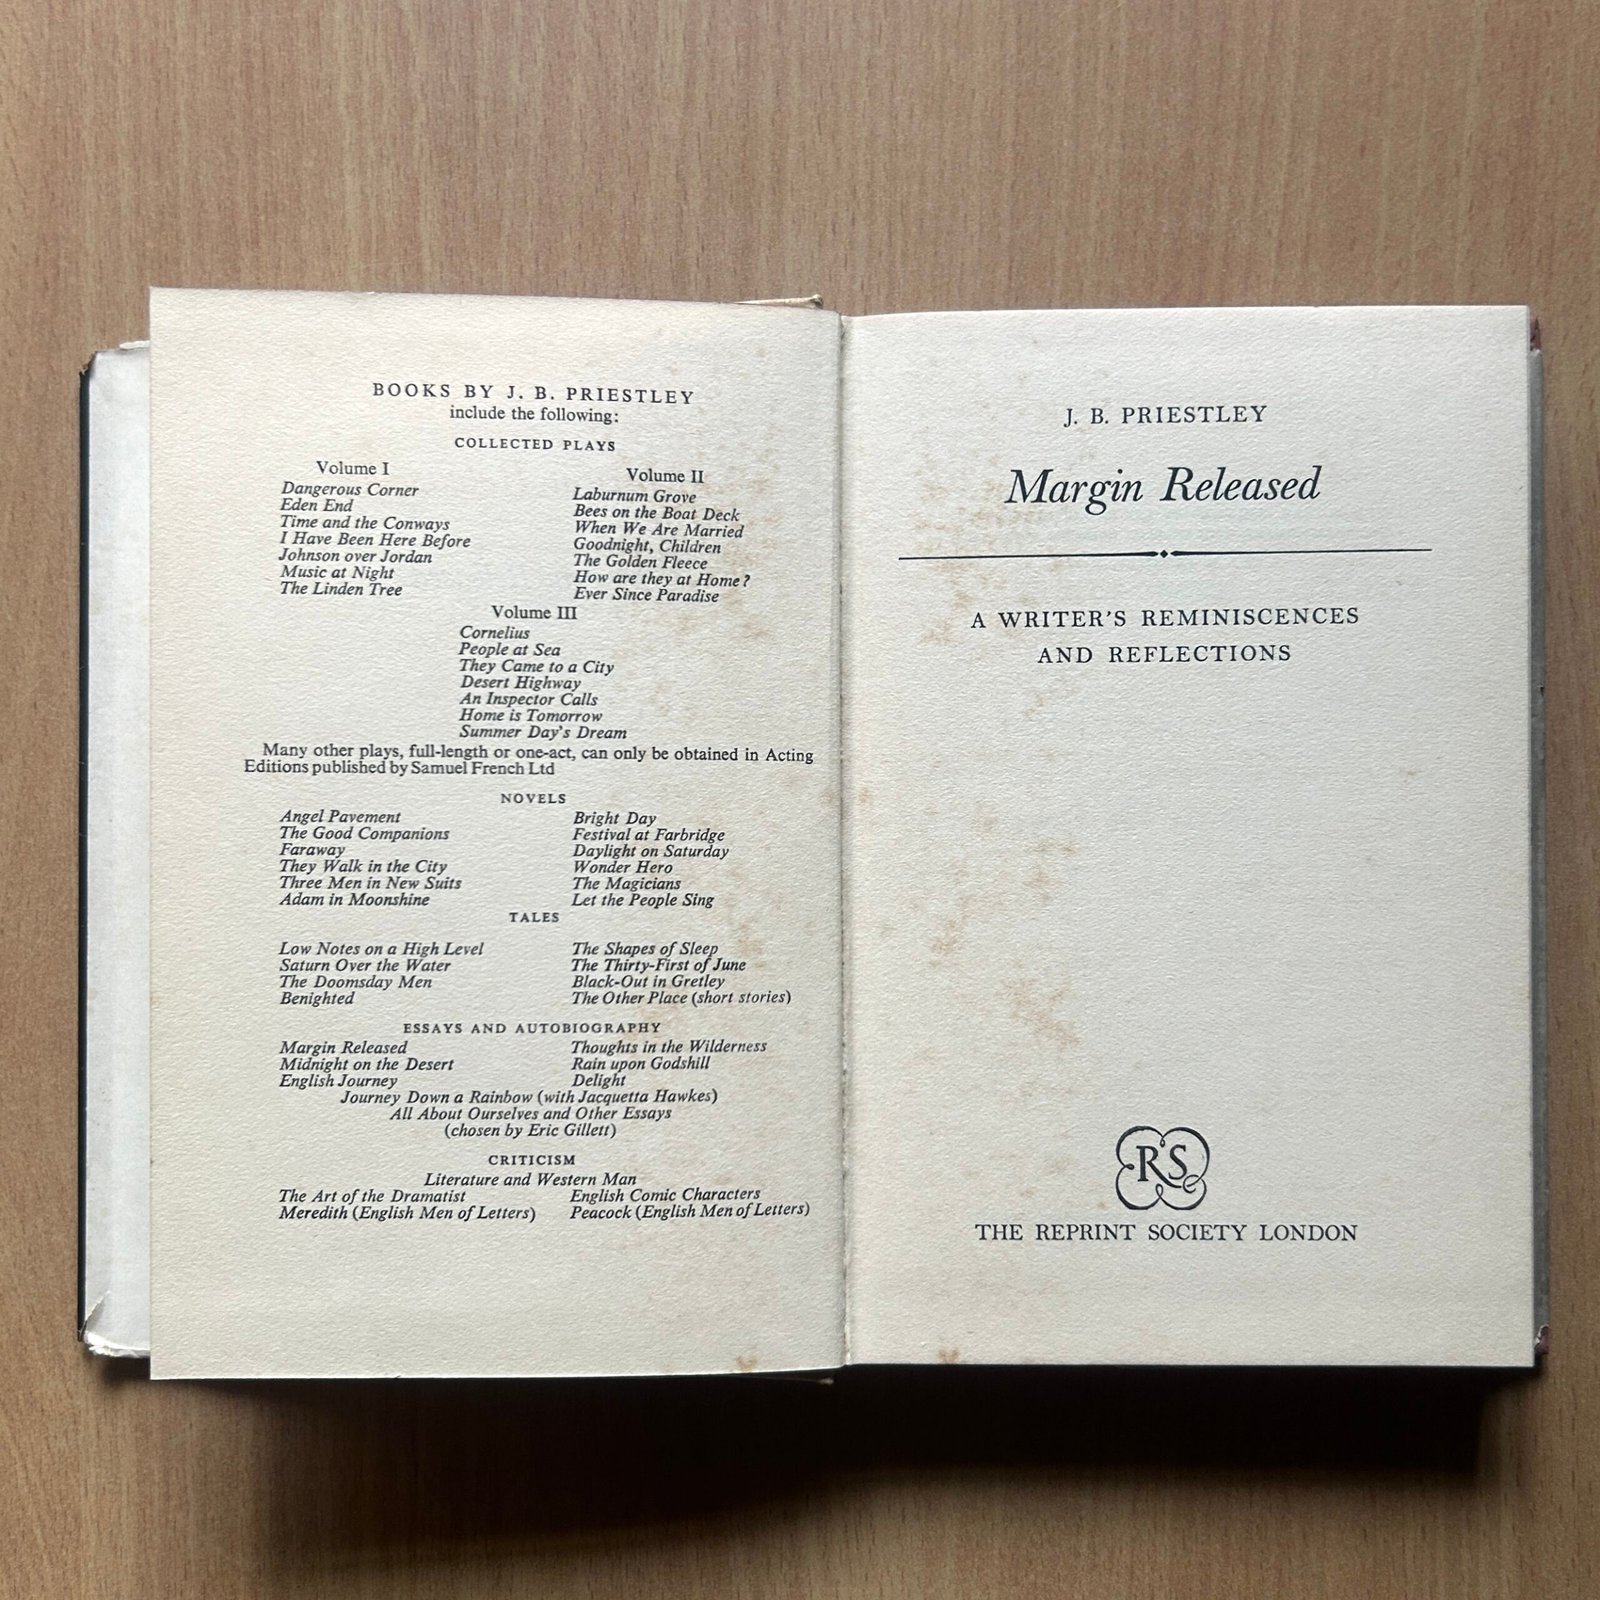 BOOKS BY J. B. PRIESTLEY
include the following:
COLLECTED PLAYS
Volume I
Dangerous Corner
Eden End
Time and the Conways
I Have Been Here Before
Johnson over Jordan
Music at Night
The Linden Tree
Volume II
Laburnum Grove
Bees on the Boat Deck
When We Are Married
Goodnight, Children
The Golden Fleece
How are they at Home?
Ever Since Paradise
Volume III
Cornelius
People at Sea
They Came to a City
Desert Highway
An Inspector Calls
Home is Tomorrow
Summer Day's Dream
Many other plays, full-length or one-act, can only be obtained in Acting
Editions published by Samuel French Ltd
NOVELS
Angel Pavement
The Good Companions
Faraway
They Walk in the City
Three Men in New Suits
Adam in Moonshine
Bright Day
Festival at Farbridge
Daylight on Saturday
Wonder Hero
The Magicians
Let the People Sing
TALES
Low Notes on a High Level
Saturn Over the Water
The Doomsday Men
Benighted
The Shapes of Sleep
The Thirty-First of June
Black-Out in Gretley
The Other Place (short stories)
ESSAYS AND AUTOBIOGRAPHY
Margin Released
Midnight on the Desert
English Journey
Thoughts in the Wilderness
Rain upon Godshill
Delight
Journey Down a Rainbow (with Jacquetta Hawkes)
All About Ourselves and Other Essays
(chosen by Eric Gillett)
CRITICISM
Literature and Western Man
The Art of the Dramatist
Meredith (English Men of Letters)
English Comic Characters
Peacock (English Men of Letters)
J. B. PRIESTLEY
Margin Released
A WRITER'S REMINISCENCES
AND REFLECTIONS
RS
THE REPRINT SOCIETY LONDON